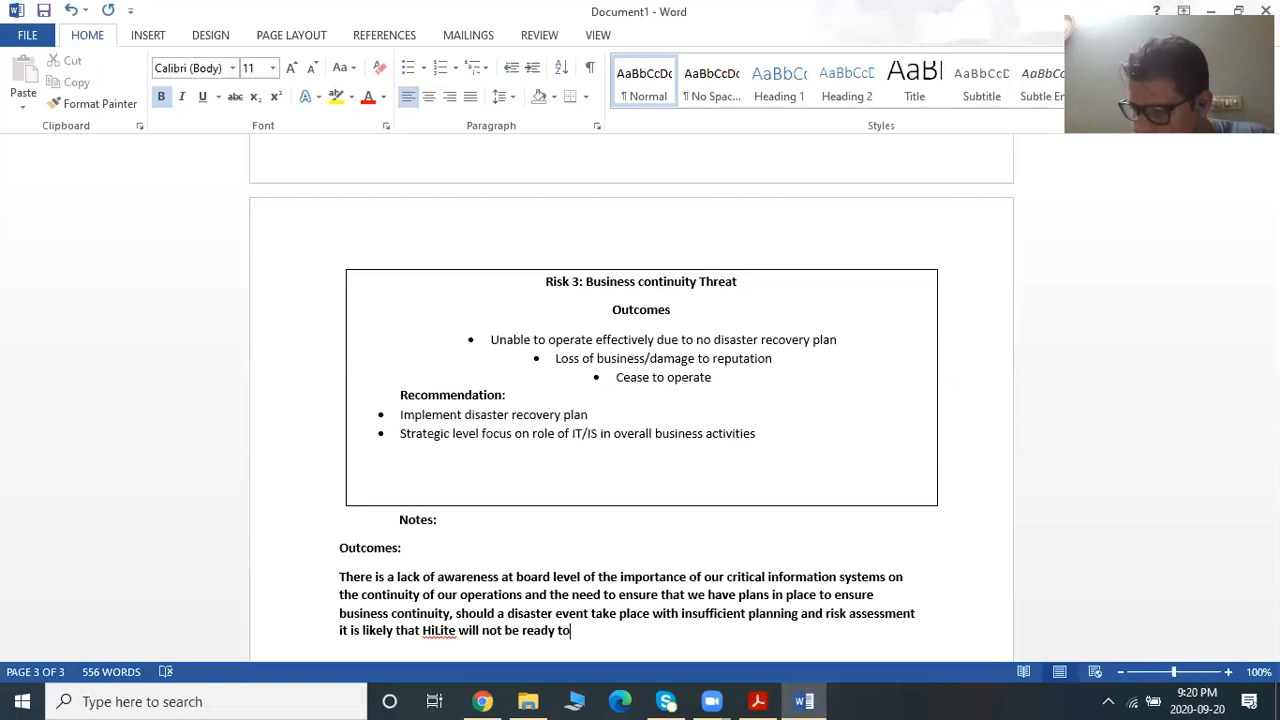 Document1 - Word
?
FILE HOME INSERT DESIGN PAGE LAYOUT REFERENCES MAILINGS REVIEW VIEW
Paste
Cut
Copy
Format Painter
Calibri (Body) 11
Aa
B I U abc x₂ x² A A
AaBbCcDc AaBbCcDc AaBbCc AaBbCcE AaBl AaBbCcD AaBbCcDc
¶ Normal ¶ No Spac... Heading 1 Heading 2 Title Subtitle Subtle Em
Clipboard Font Paragraph Styles
Risk 3: Business continuity Threat
Outcomes
• Unable to operate effectively due to no disaster recovery plan
• Loss of business/damage to reputation
• Cease to operate
Recommendation:
• Implement disaster recovery plan
• Strategic level focus on role of IT/IS in overall business activities
Notes:
Outcomes:
There is a lack of awareness at board level of the importance of our critical information systems on
the continuity of our operations and the need to ensure that we have plans in place to ensure
business continuity, should a disaster event take place with insufficient planning and risk assessment
it is likely that HiLite will not be ready to
PAGE 3 OF 3 556 WORDS 100%
Type here to search
9:20 PM
2020-09-20